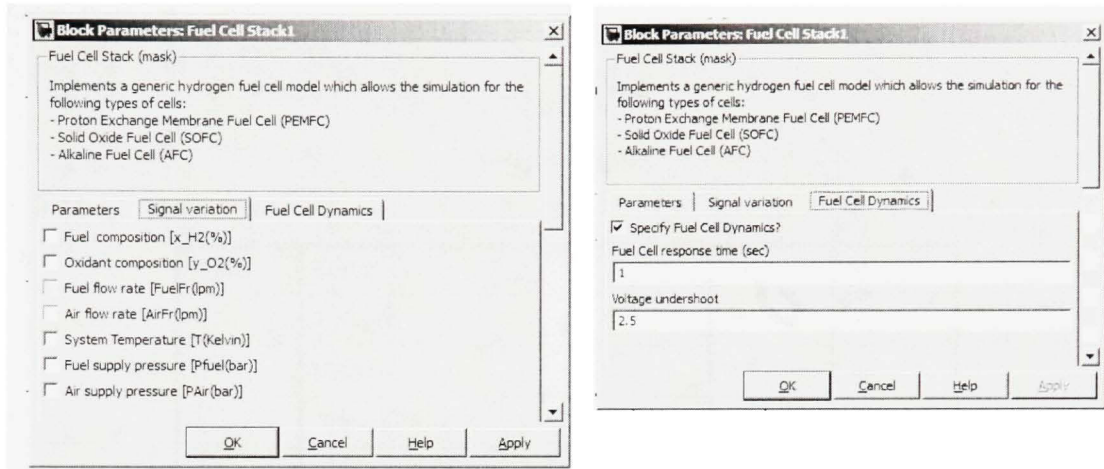 Block Parameters: Fuel Cell Stack1
Fuel Cell Stack (mask)
Implements a generic hydrogen fuel cell model which allows the simulation for the
following types of cells:
- Proton Exchange Membrane Fuel Cell (PEMFC)
- Solid Oxide Fuel Cell (SOFC)
- Alkaline Fuel Cell (AFC)
Parameters Signal variation Fuel Cell Dynamics
Fuel composition [x_H2(%)]
Oxidant composition [y_O2(%)]
Fuel flow rate [FuelFr(lpm)]
Air flow rate [AirFr(lpm)]
System Temperature [T(Kelvin)]
Fuel supply pressure [Pfuel(bar)]
Air supply pressure [PAir(bar)]
OK Cancel Help Apply
Block Parameters: Fuel Cell Stack1
Fuel Cell Stack (mask)
Implements a generic hydrogen fuel cell model which allows the simulation for the
following types of cells:
- Proton Exchange Membrane Fuel Cell (PEMFC)
- Solid Oxide Fuel Cell (SOFC)
- Alkaline Fuel Cell (AFC)
Parameters Signal variation Fuel Cell Dynamics
Specify Fuel Cell Dynamics?
Fuel Cell response time (sec)
1
Voltage undershoot
2.5
OK Cancel Help Apply